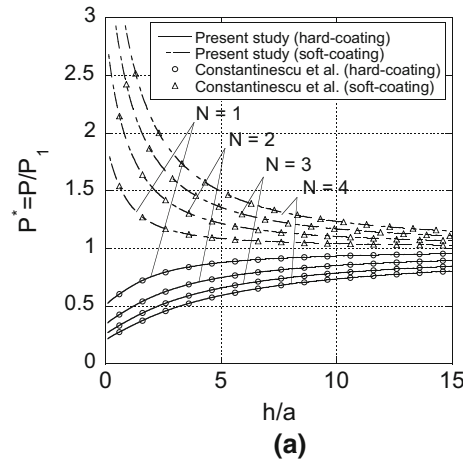 Present study (hard-coating)
Present study (soft-coating)
Constantinescu et al. (hard-coating)
Constantinescu et al. (soft-coating)
N = 1
N = 2
N = 3
N = 4
P*=P/P1
3
2.5
2
1.5
1
0.5
0
0
5
10
15
h/a
(a)